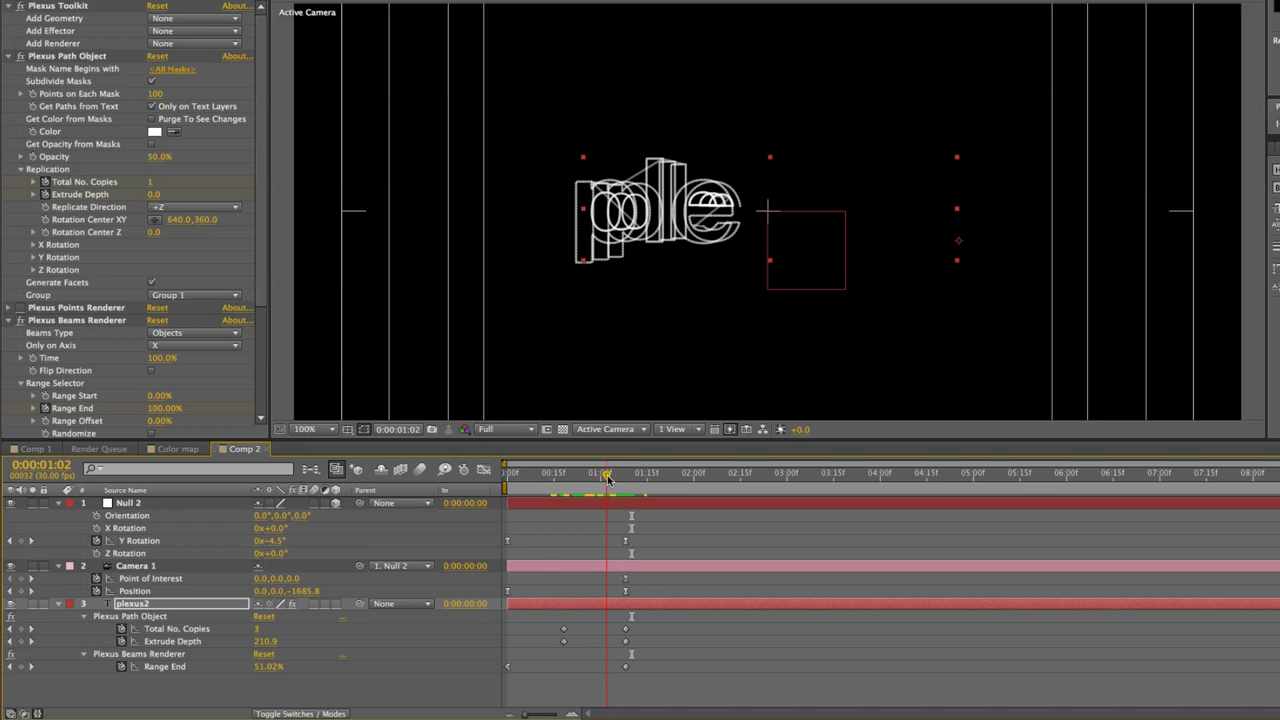 Plexus Toolkit Reset About...
Add Geometry None
Add Effector None
Add Renderer None
Plexus Path Object Reset About...
Mask Name Begins with <All Masks>
Subdivide Masks
Points on Each Mask 100
Get Paths from Text Only on Text Layers
Get Color from Masks Purge To See Changes
Color
Get Opacity from Masks
Opacity 50.0%
Replication
Total No. Copies 1
Extrude Depth 0.0
Replicate Direction +Z
Rotation Center XY 640.0,360.0
Rotation Center Z 0.0
X Rotation
Y Rotation
Z Rotation
Generate Facets
Group Group 1
Plexus Points Renderer Reset About...
Plexus Beams Renderer Reset About...
Beams Type Objects
Only on Axis X
Time 100.0%
Flip Direction
Range Selector
Range Start 0.00%
Range End 100.00%
Range Offset 0.00%
Randomize
Active Camera
100% 0:00:01:02 Full Active Camera 1 View +0.0
Comp 1 Render Queue Color map Comp 2
0:00:01:02
00032 (30.00 fps)
:00f 00:15f 01:00f 01:15f 02:00f 02:15f 03:00f 03:15f 04:00f 04:15f 05:00f 05:15f 06:00f 06:15f 07:00f 07:15f 08:00f
# Source Name Parent In
1 Null 2 None 0:00:00:00
Orientation 0.0°,0.0°,0.0°
X Rotation 0x+0.0°
Y Rotation 0x-4.5°
Z Rotation 0x+0.0°
2 Camera 1 1. Null 2 0:00:00:00
Point of Interest 0.0,0.0,0.0
Position 0.0,0.0,-1685.8
3 T plexus2 None 0:00:00:00
Plexus Path Object Reset ...
Total No. Copies 3
Extrude Depth 210.9
Plexus Beams Renderer Reset ...
Range End 51.02%
Toggle Switches / Modes